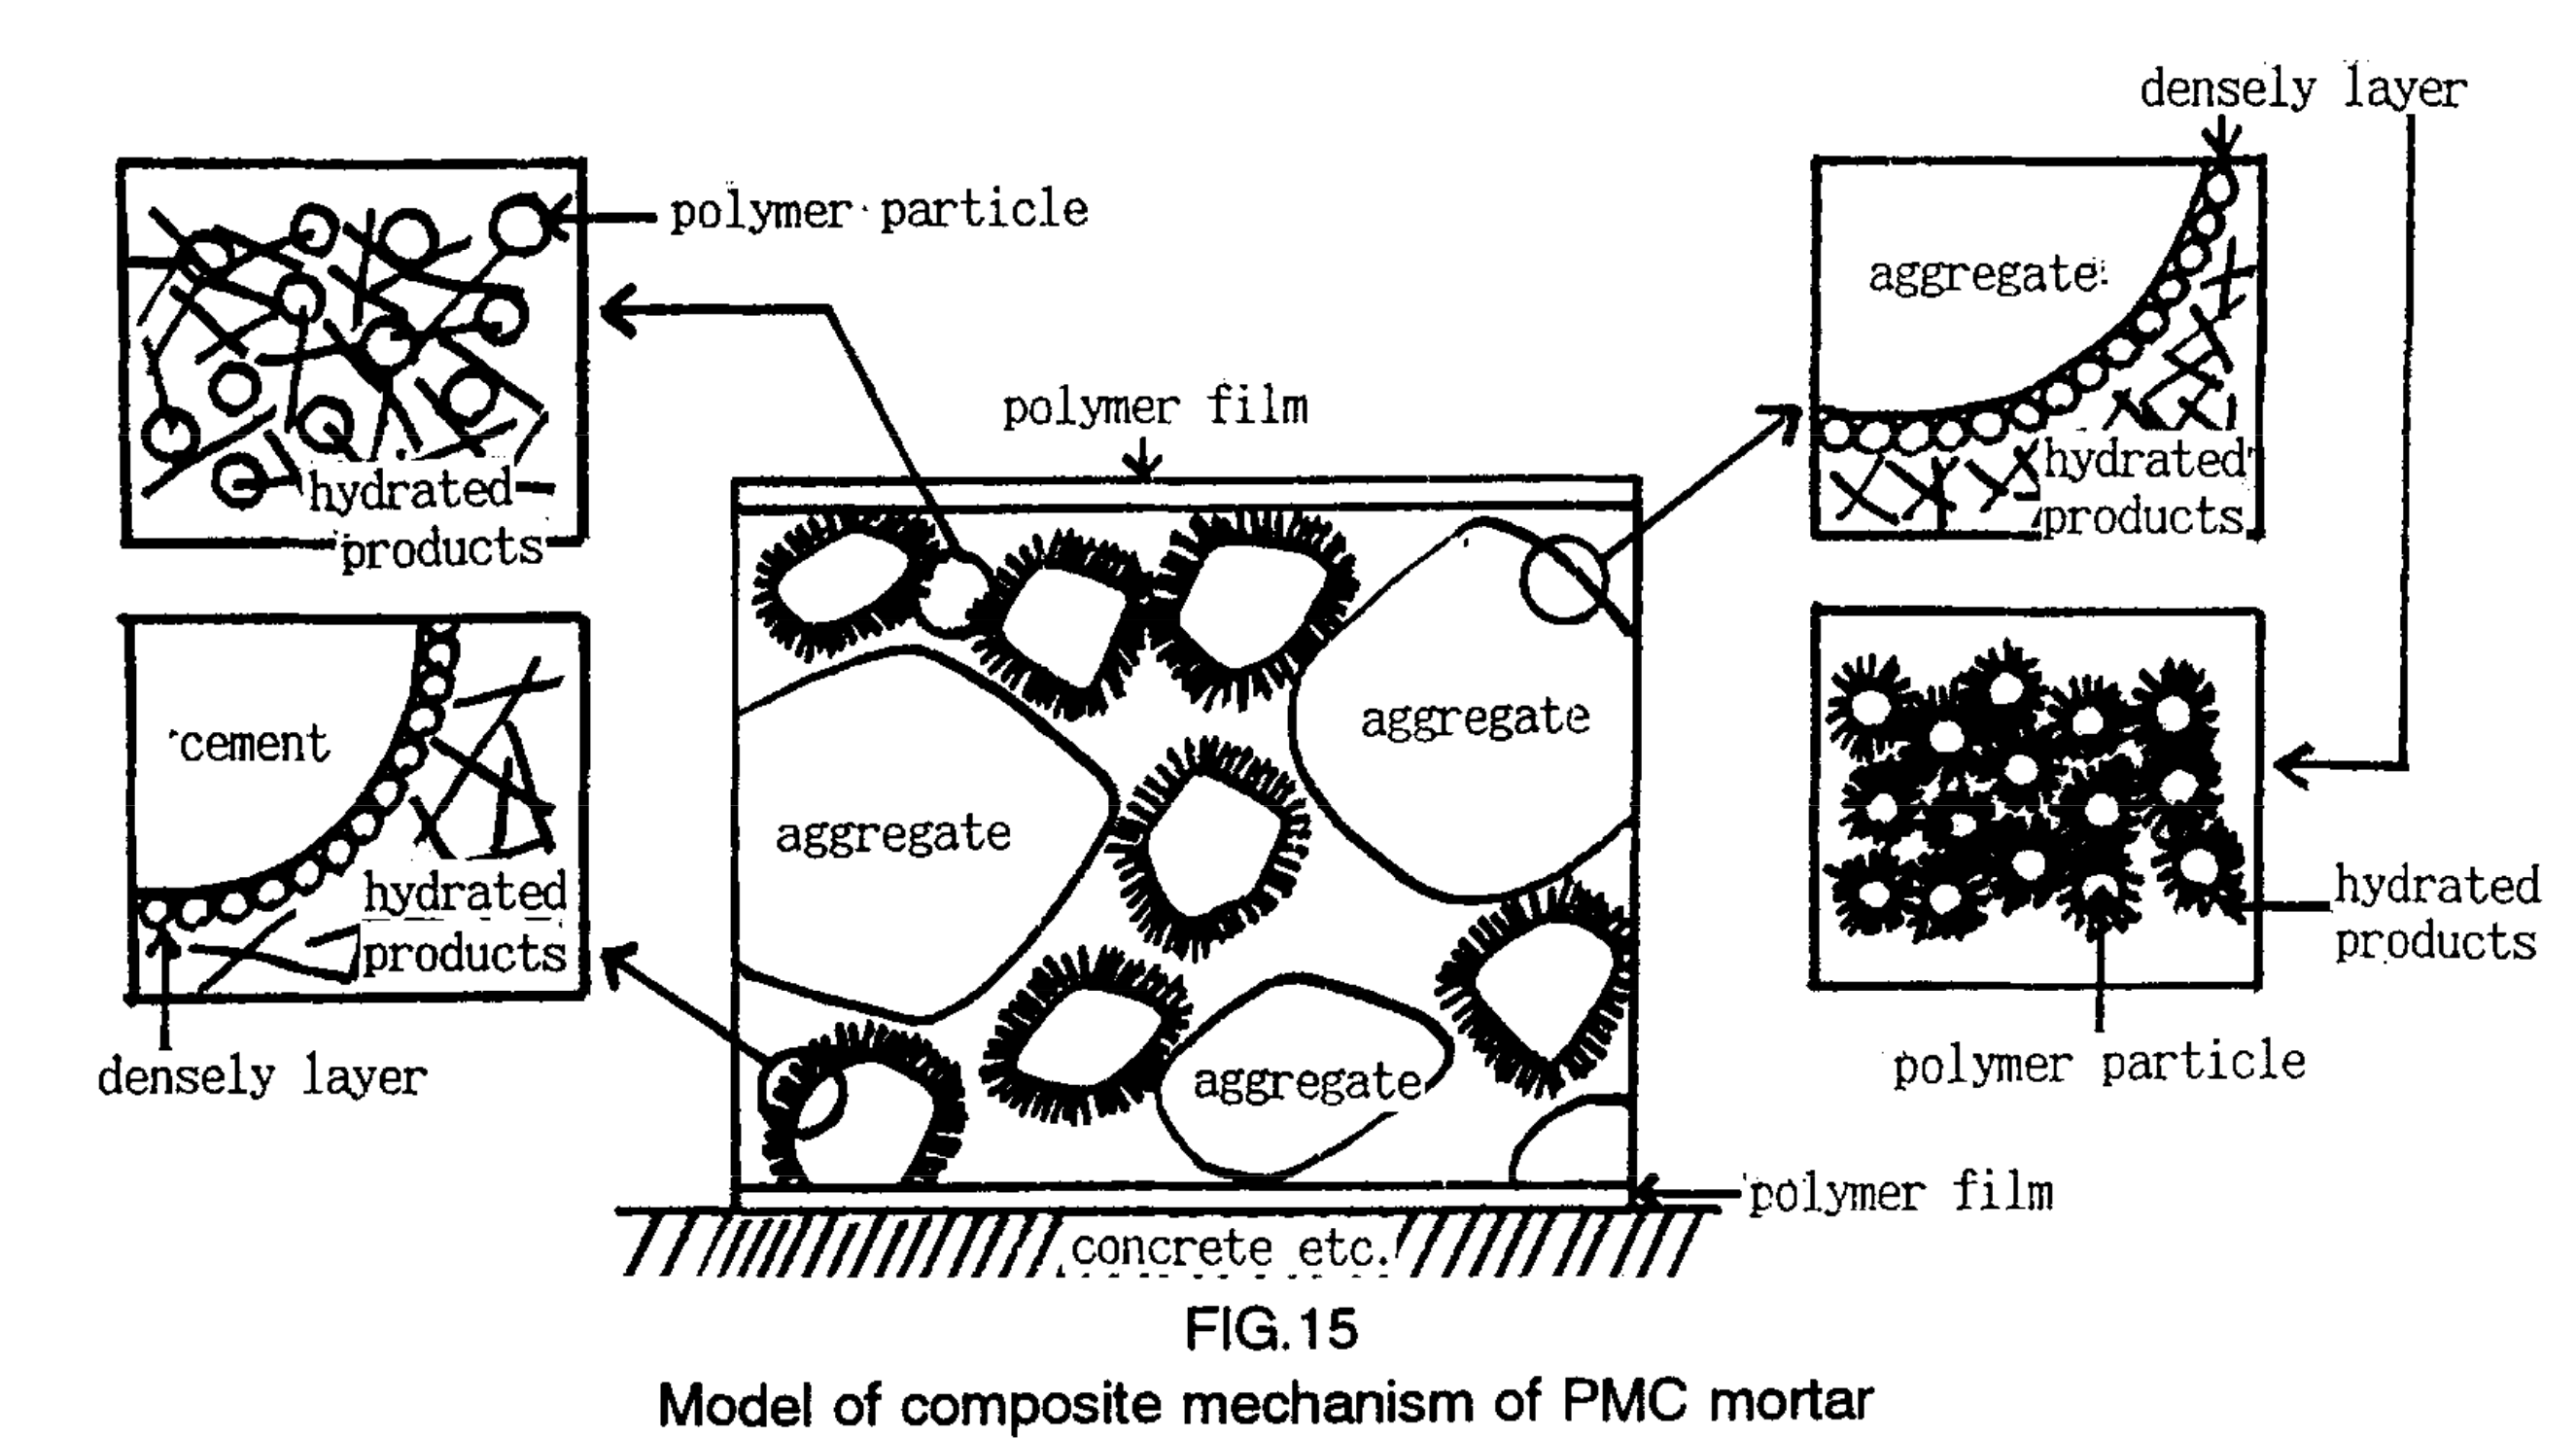 densely layer
polymer particle
aggregate
hydrated
products
polymer film
hydrated
products
cement
aggregate
aggregate
hydrated
products
hydrated
products
densely layer
aggregate
polymer particle
polymer film
concrete etc.
FIG.15
Model of composite mechanism of PMC mortar